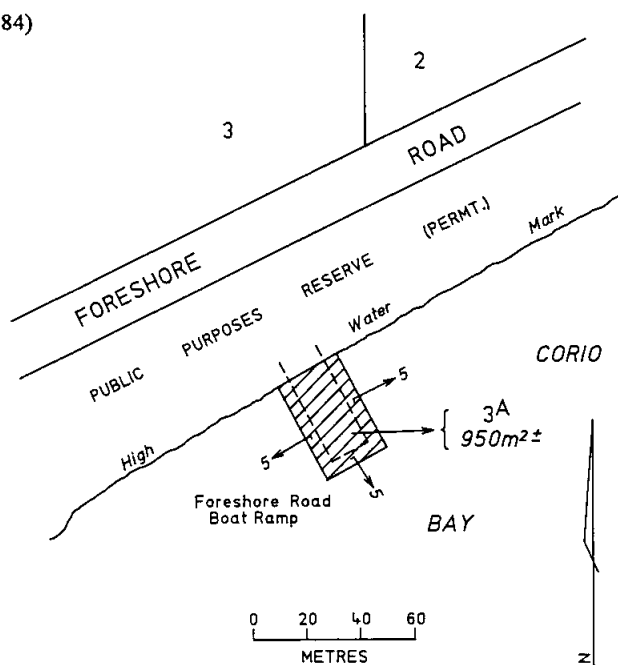 84)
2
3
FORESHORE ROAD
PUBLIC PURPOSES RESERVE (PERMT.)
High Water Mark
CORIO
5
3A
950m²±
5
5
Foreshore Road
Boat Ramp
BAY
0 20 40 60
METRES
N